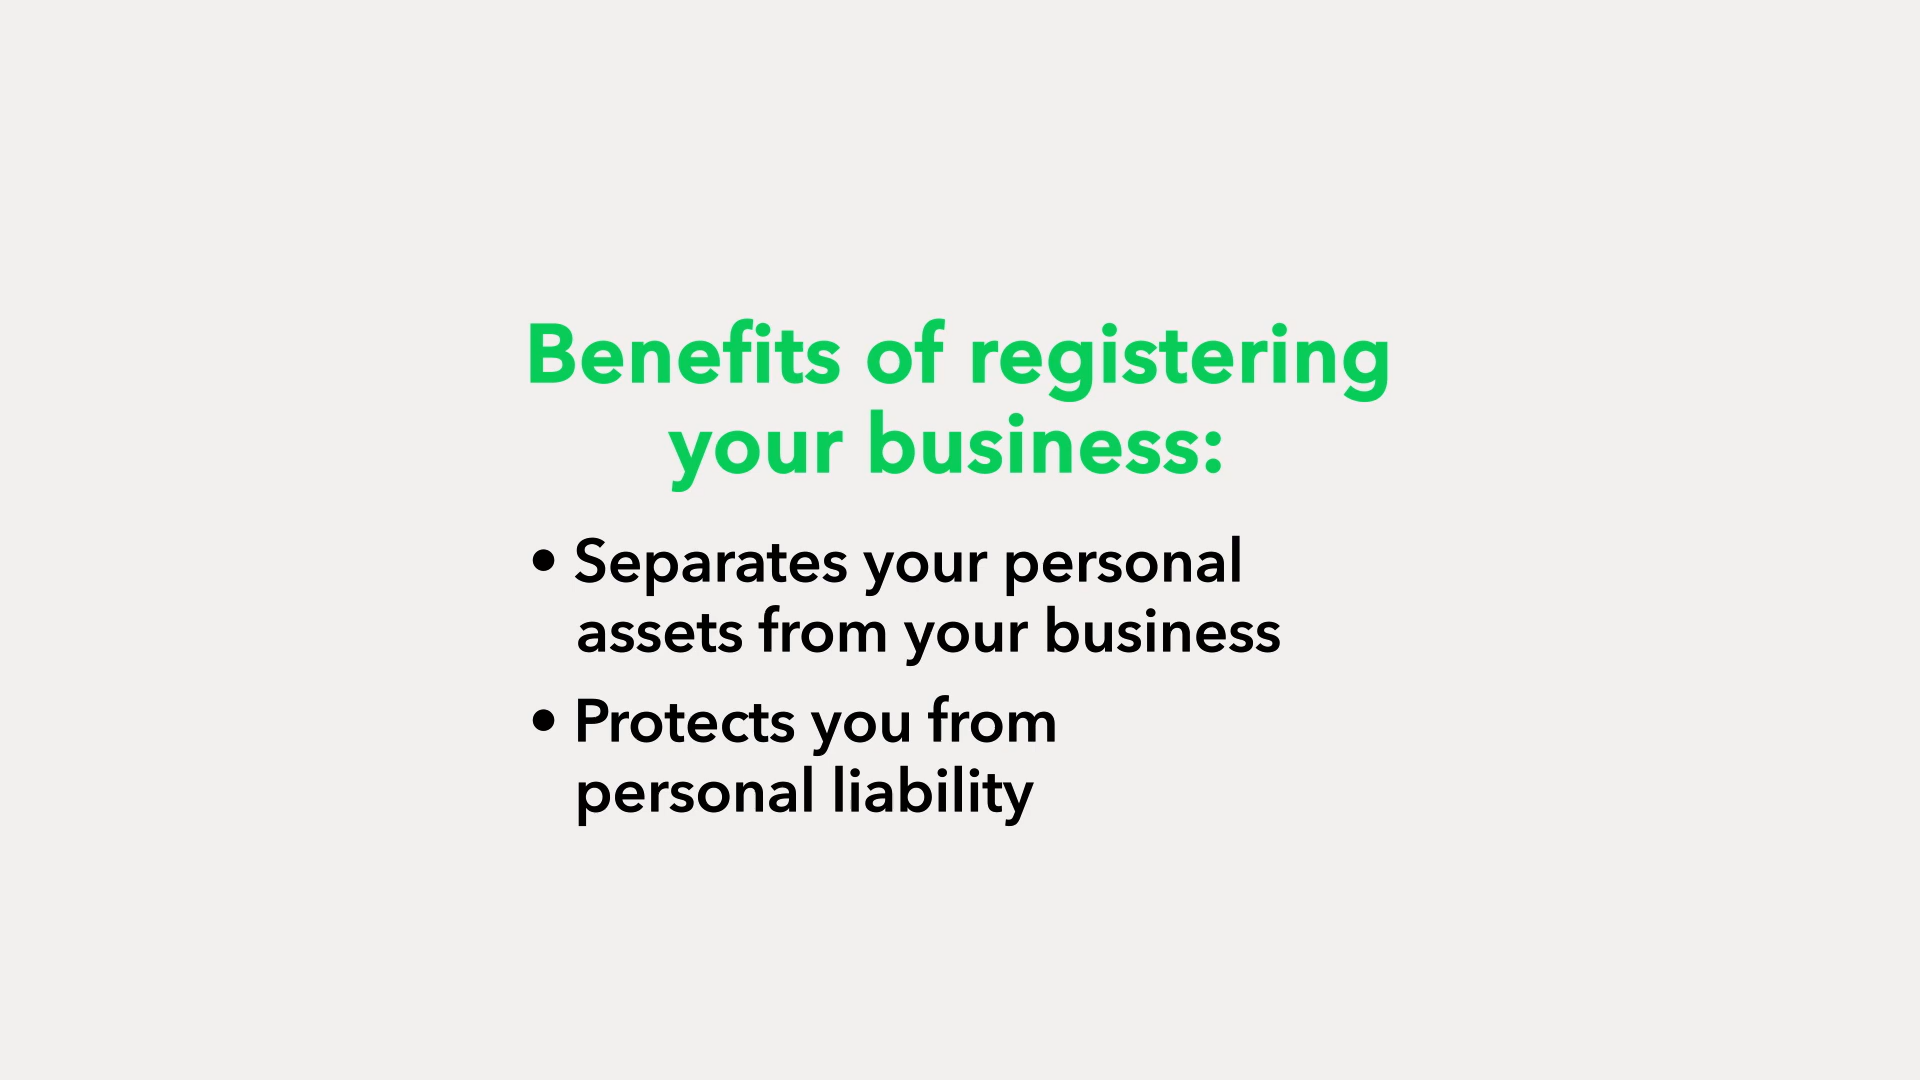 Benefits of registering
your business:
• Separates your personal
assets from your business
• Protects you from
personal liability